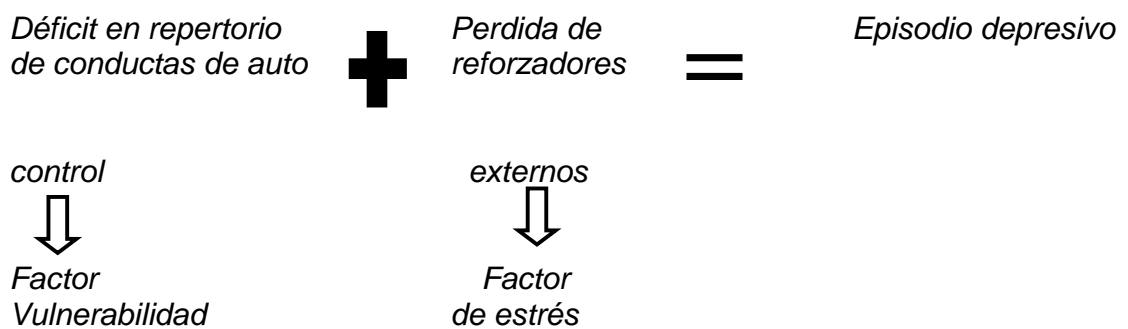 Déficit en repertorio
de conductas de auto
control
Factor
Vulnerabilidad
+
Perdida de
reforzadores
externos
Factor
de estrés
=
Episodio depresivo